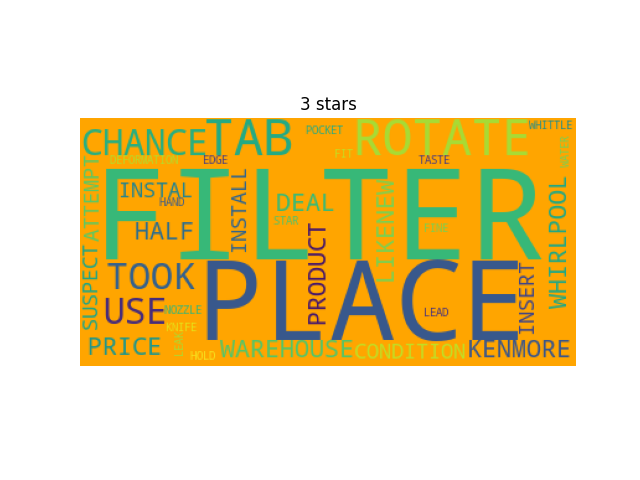 3 stars
CHANCE TAB POCKET ROTATE WHITTLE
DEFORMATION EDGE FIT TASTE
ATTEMPT INSTAL FILTER
HAND INSTALL DEAL LIKENEW
STAR
HALF
SUSPECT TOOK PLACE PRODUCT INSERT WHIRLPOOL
USE NOZZLE LEAD
KNIFE
PRICE HOLD WAREHOUSE CONDITION KENMORE